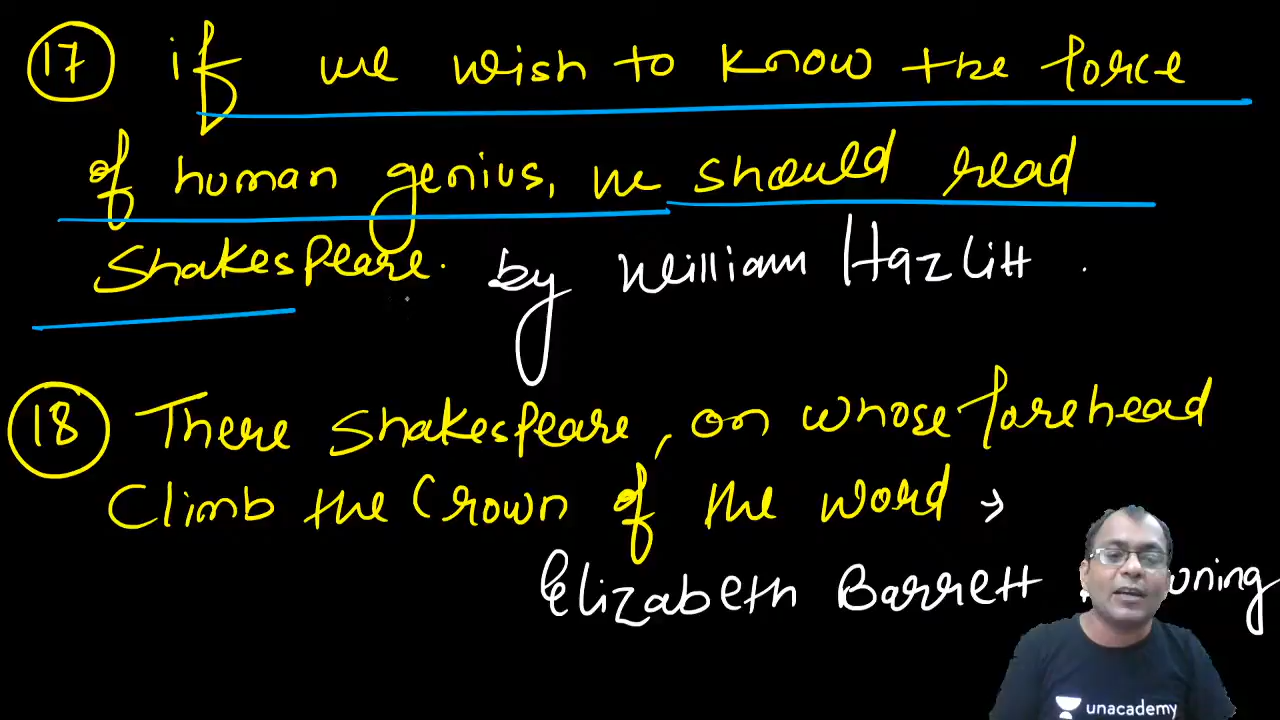 17 if we wish to know the force
of human genius, we should read
Shakespeare. by William Hazlitt .
18 There Shakespeare, on whose forehead
Climb the Crown of the word →
Elizabeth Barrett
unacademy